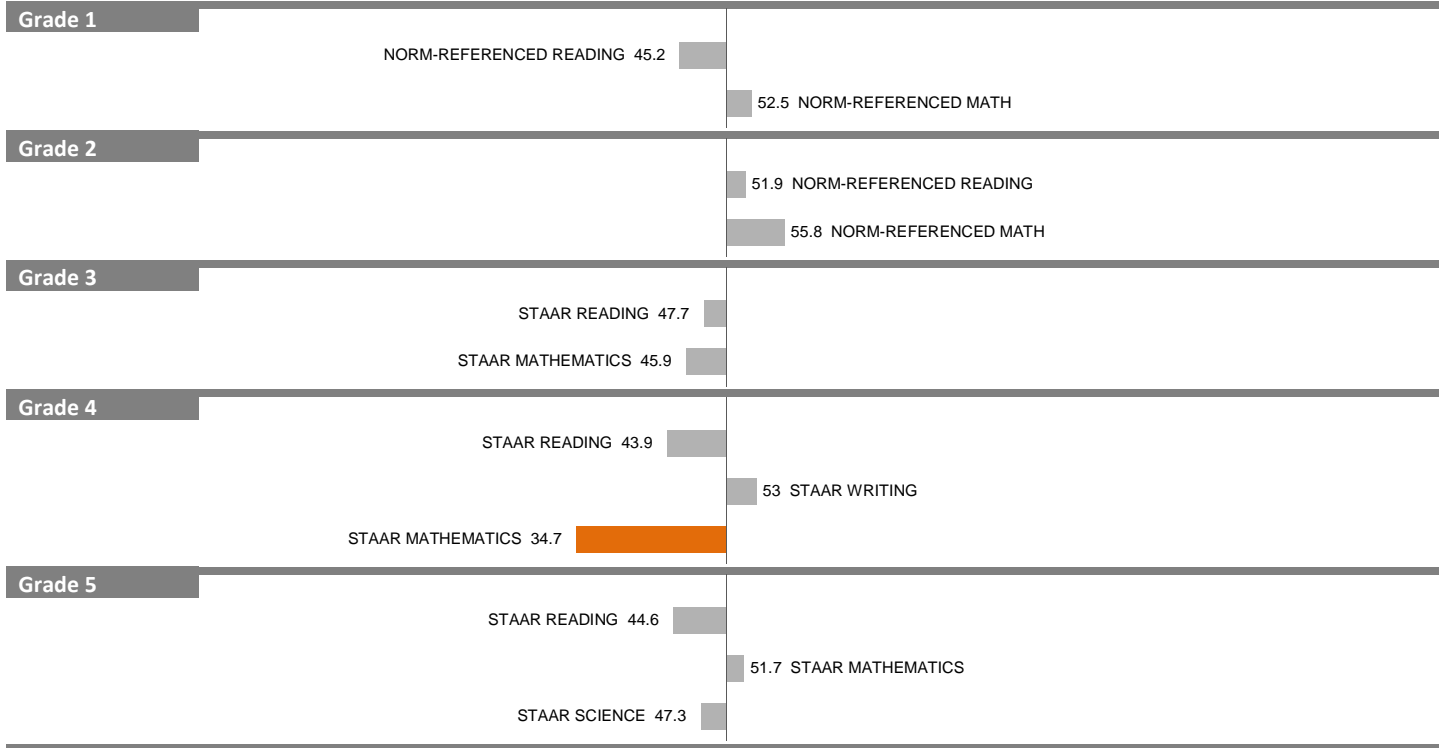 Grade 1
NORM-REFERENCED READING 45.2
52.5 NORM-REFERENCED MATH
Grade 2
51.9 NORM-REFERENCED READING
55.8 NORM-REFERENCED MATH
Grade 3
STAAR READING 47.7
STAAR MATHEMATICS 45.9
Grade 4
STAAR READING 43.9
53 STAAR WRITING
STAAR MATHEMATICS 34.7
Grade 5
STAAR READING 44.6
51.7 STAAR MATHEMATICS
STAAR SCIENCE 47.3